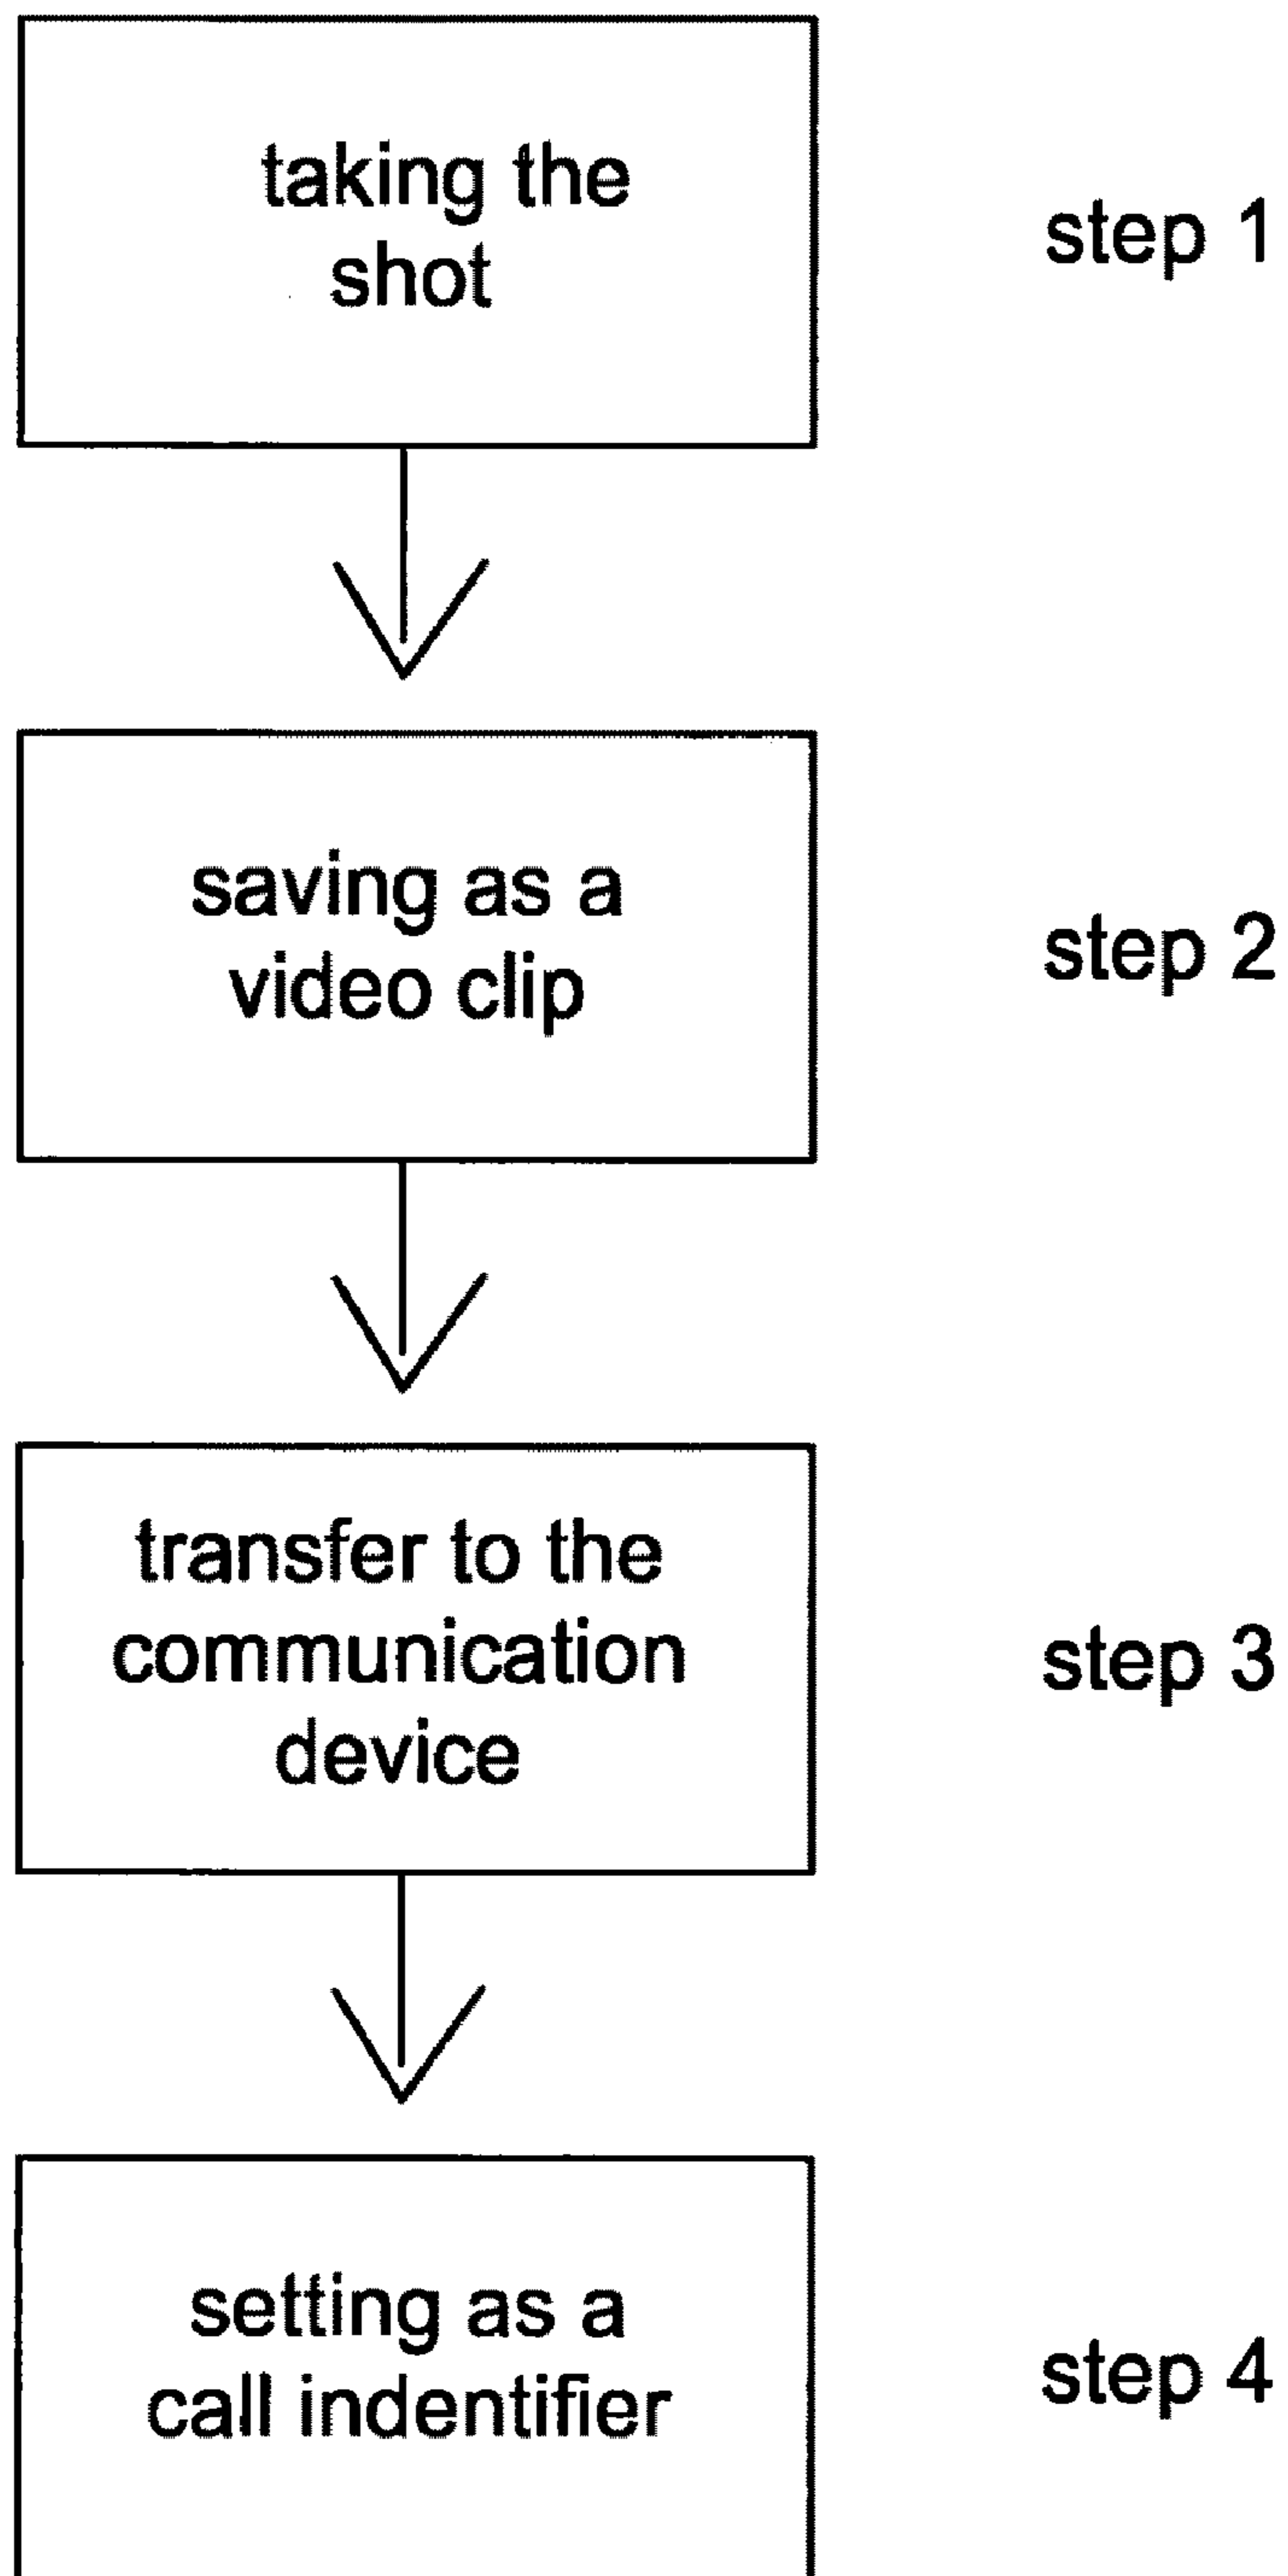 taking the
shot
step 1
saving as a
video clip
step 2
transfer to the
communication
device
step 3
setting as a
call indentifier
step 4